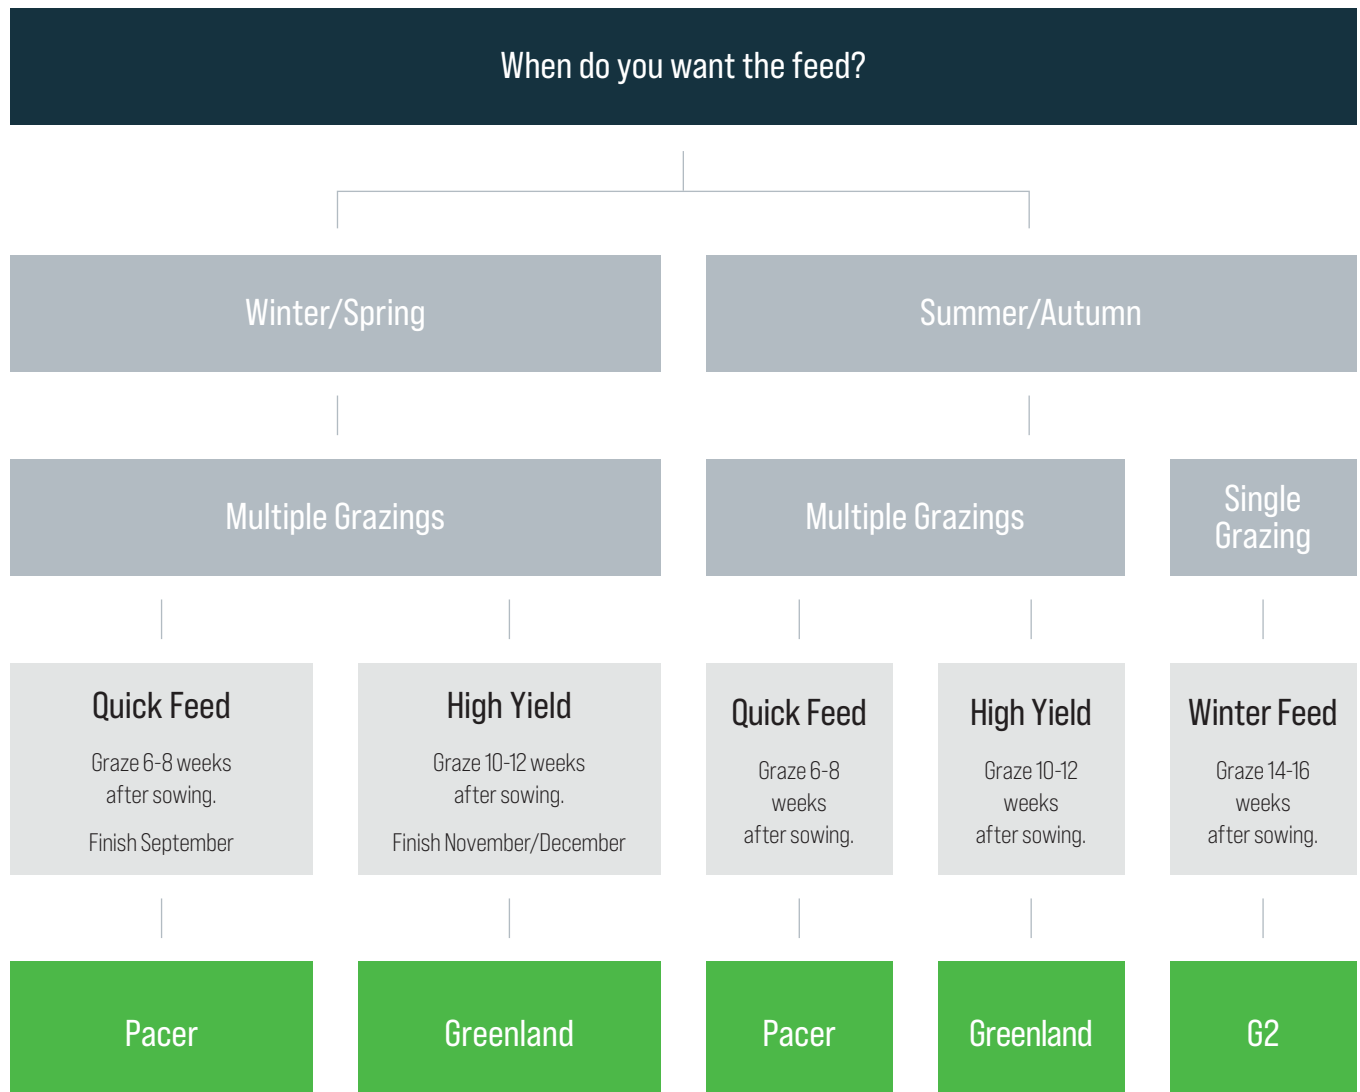 When do you want the feed?
Winter/Spring
Summer/Autumn
Multiple Grazings
Multiple Grazings
Single
Grazing
Quick Feed
Graze 6-8 weeks
after sowing.
Finish September
High Yield
Graze 10-12 weeks
after sowing.
Finish November/December
Quick Feed
Graze 6-8
weeks
after sowing.
High Yield
Graze 10-12
weeks
after sowing.
Winter Feed
Graze 14-16
weeks
after sowing.
Pacer
Greenland
Pacer
Greenland
G2